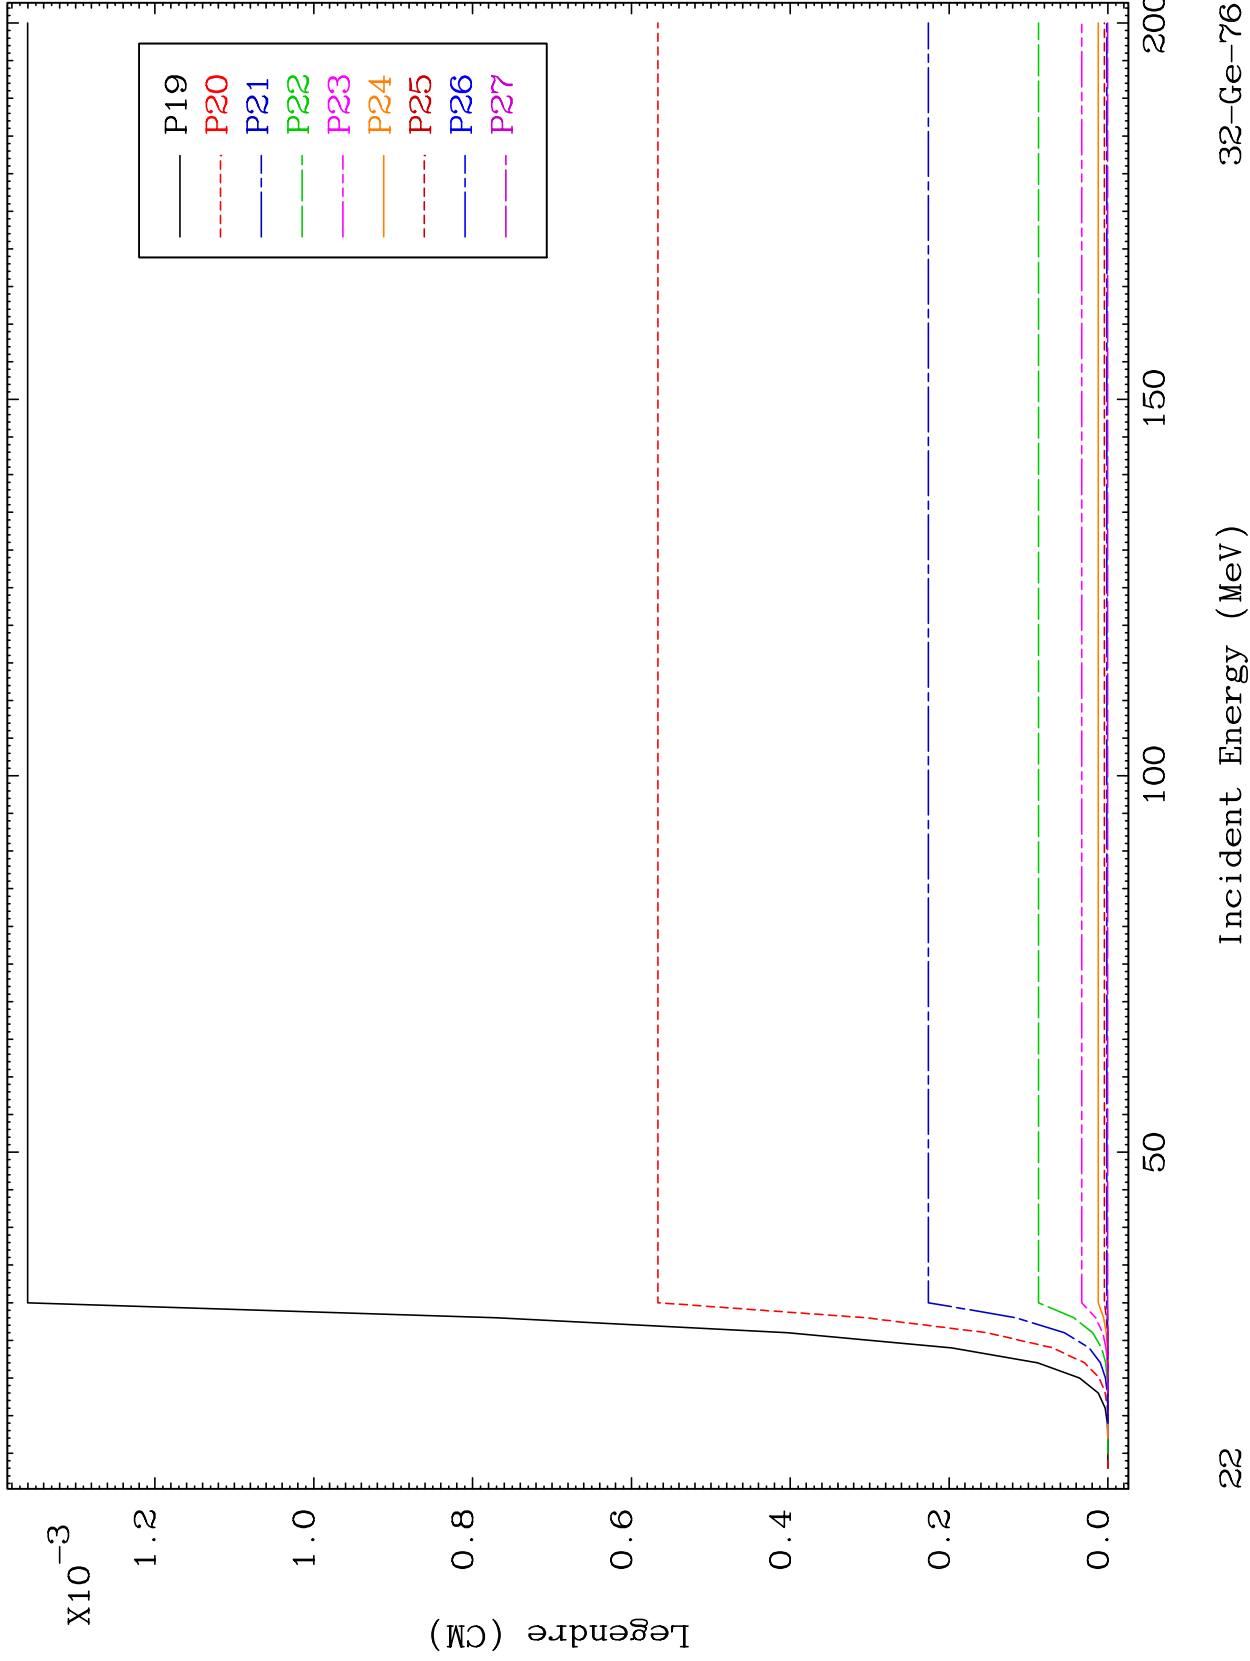 X10−3
1.2
1.0
0.8
0.6
0.4
0.2
0.0
Legendre (CM)
P19
P20
P21
P22
P23
P24
P25
P26
P27
50
100
150
200
Incident Energy (MeV)
22
32−Ge−76